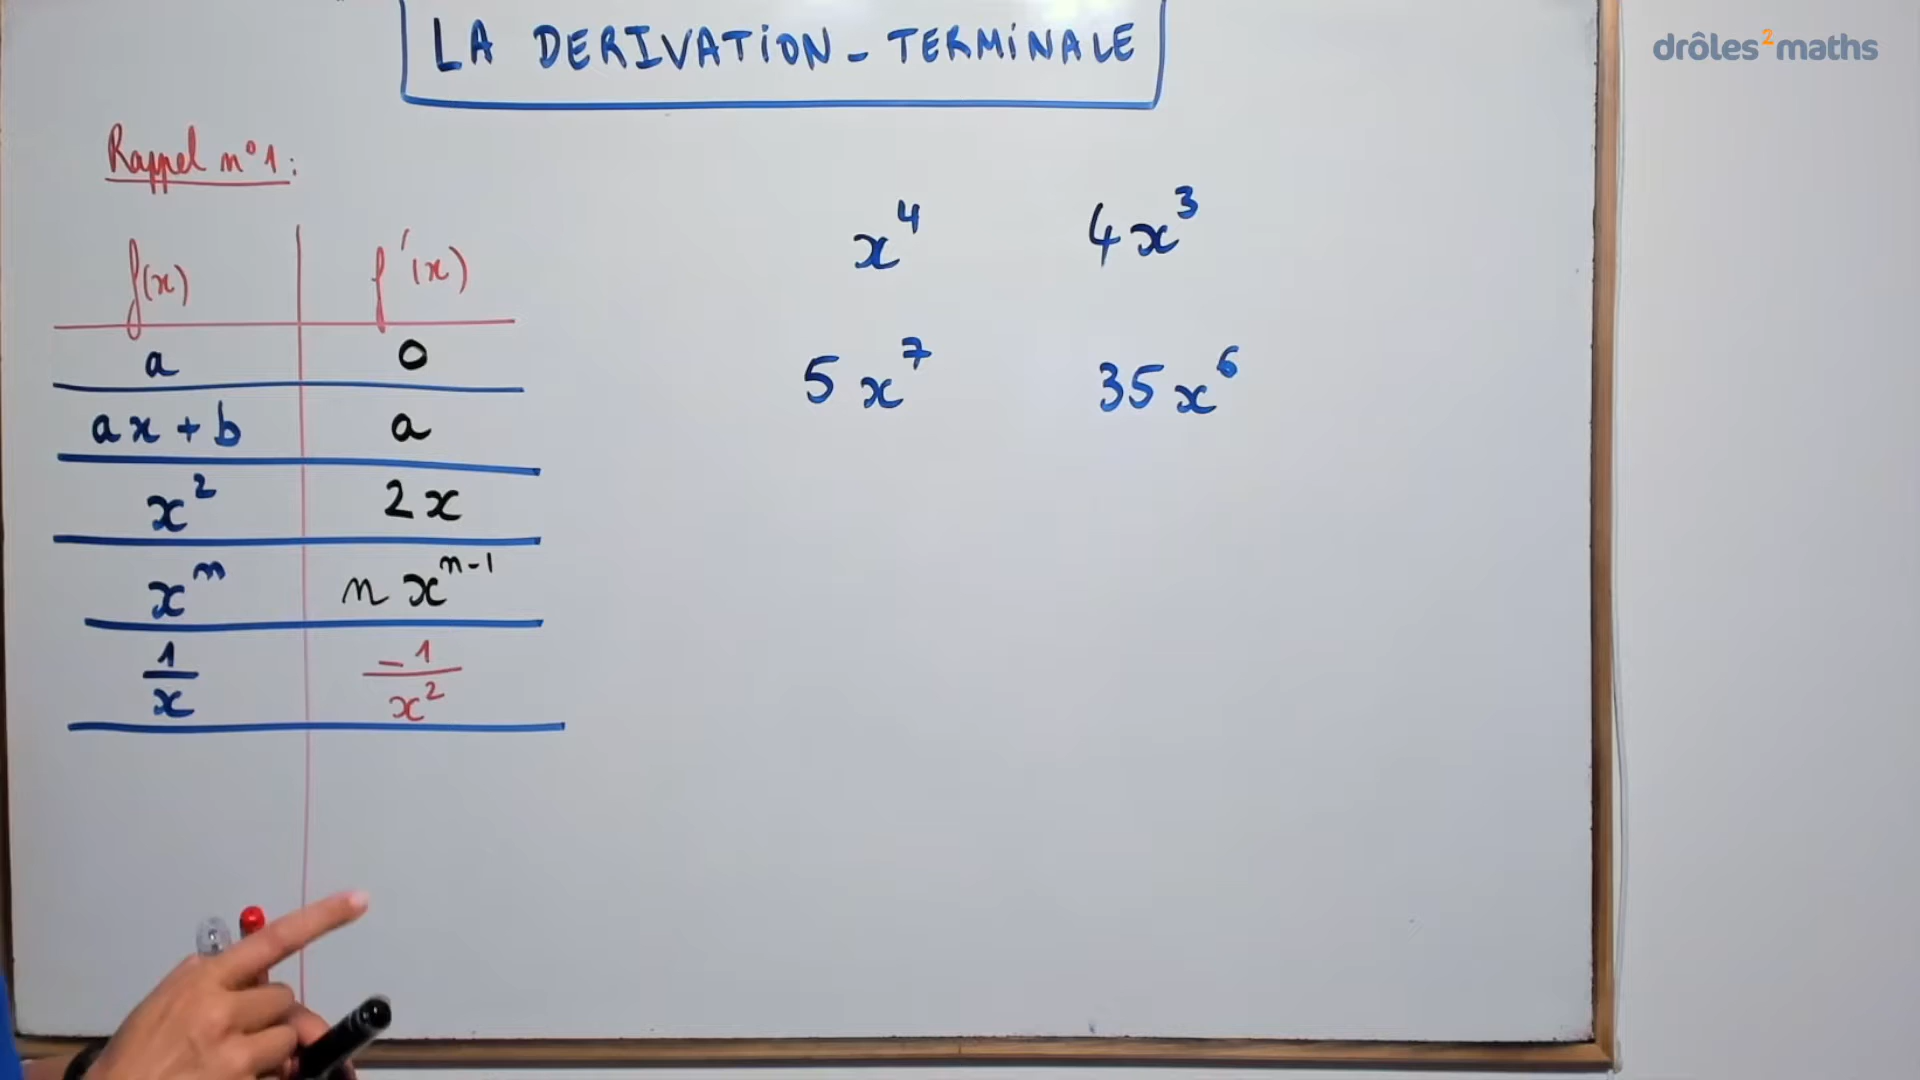 LA DERIVATION - TERMINALE
drôles²maths
Rappel n°1:
f(x) f'(x)
a 0
ax + b a
x² 2x
xⁿ n xⁿ⁻¹
1/x -1/x²
x⁴ 4x³
5x⁷ 35x⁶